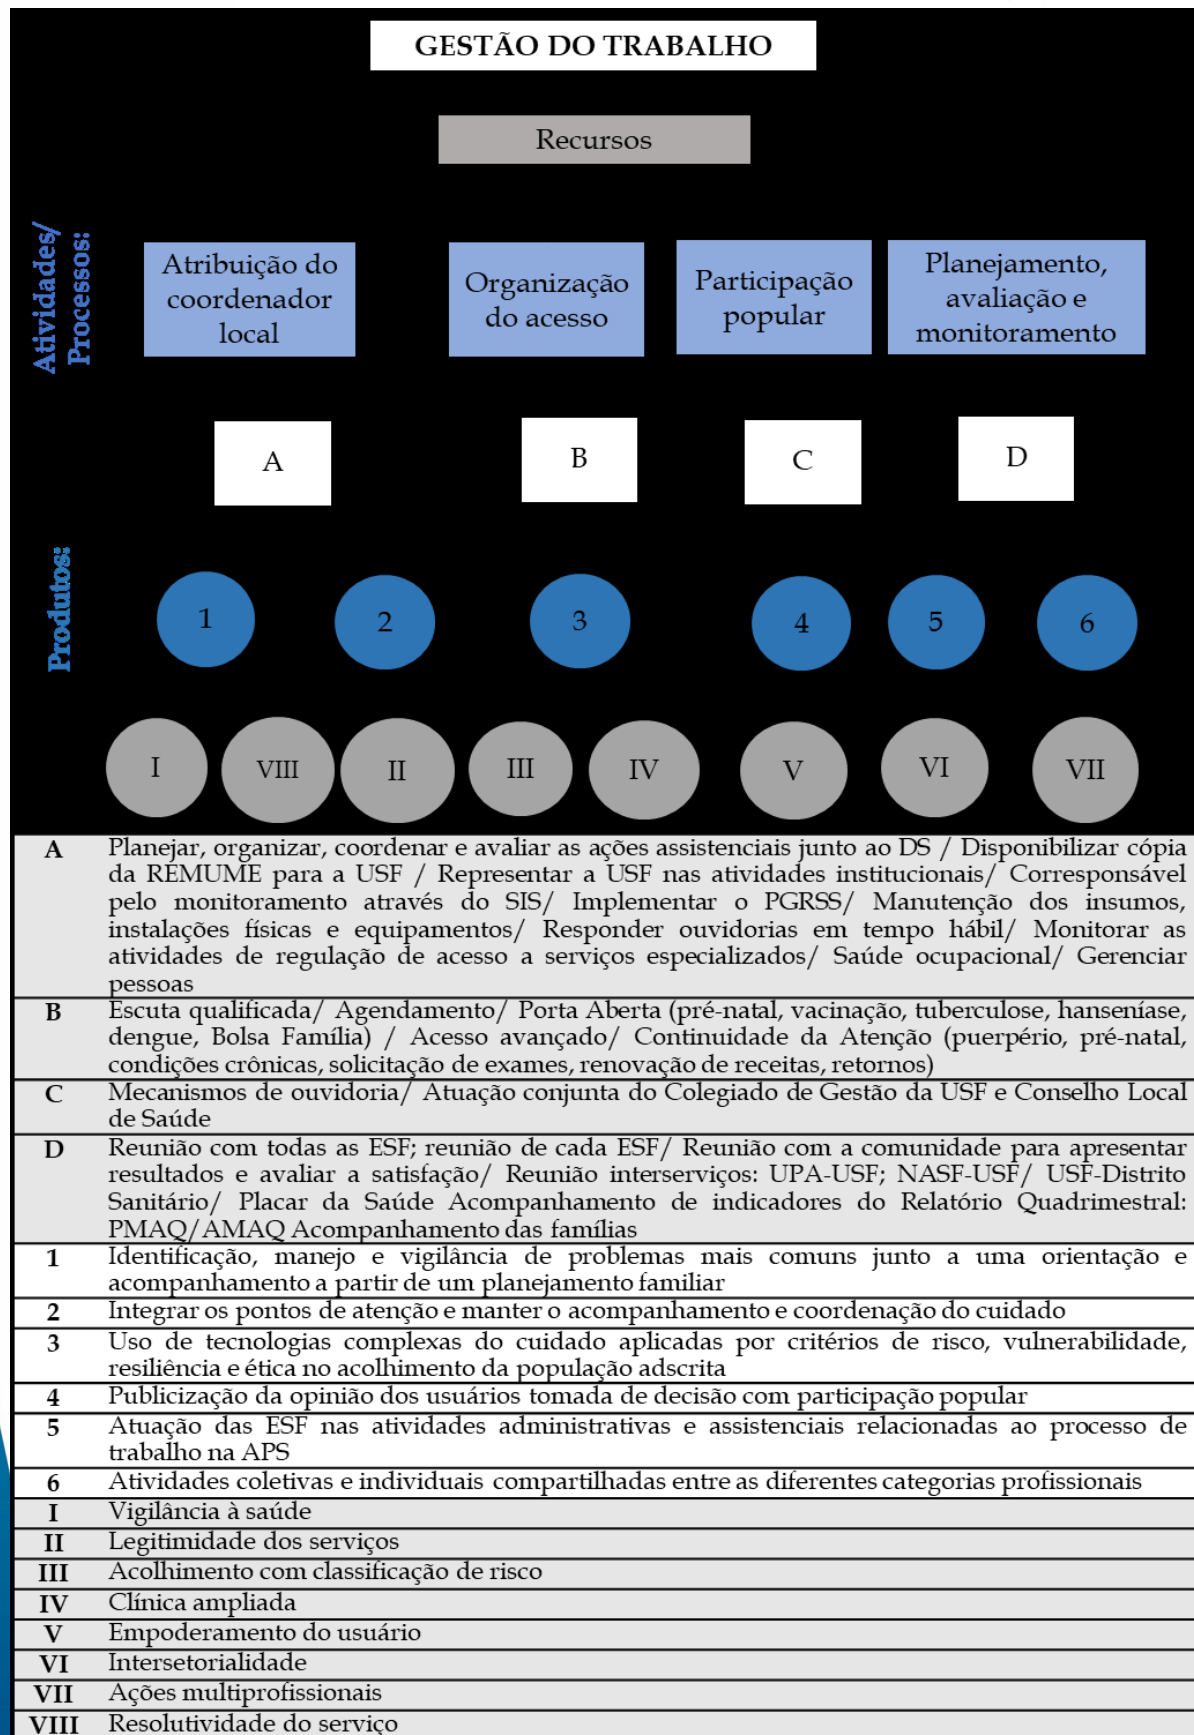 GESTÃO DO TRABALHO
Recursos
Atividades/
Processos:
Atribuição do
coordenador
local
Organização
do acesso
Participação
popular
Planejamento,
avaliação e
monitoramento
A
B
C
D
Produtos:
1
2
3
4
5
6
I
VIII
II
III
IV
V
VI
VII
A Planejar, organizar, coordenar e avaliar as ações assistenciais junto ao DS / Disponibilizar cópia
da REMUME para a USF / Representar a USF nas atividades institucionais/ Corresponsável
pelo monitoramento através do SIS/ Implementar o PGRSS/ Manutenção dos insumos,
instalações físicas e equipamentos/ Responder ouvidorias em tempo hábil/ Monitorar as
atividades de regulação de acesso a serviços especializados/ Saúde ocupacional/ Gerenciar
pessoas
B Escuta qualificada/ Agendamento/ Porta Aberta (pré-natal, vacinação, tuberculose, hanseníase,
dengue, Bolsa Família) / Acesso avançado/ Continuidade da Atenção (puerpério, pré-natal,
condições crônicas, solicitação de exames, renovação de receitas, retornos)
C Mecanismos de ouvidoria/ Atuação conjunta do Colegiado de Gestão da USF e Conselho Local
de Saúde
D Reunião com todas as ESF; reunião de cada ESF/ Reunião com a comunidade para apresentar
resultados e avaliar a satisfação/ Reunião interserviços: UPA-USF; NASF-USF/ USF-Distrito
Sanitário/ Placar da Saúde Acompanhamento de indicadores do Relatório Quadrimestral:
PMAQ/AMAQ Acompanhamento das famílias
1 Identificação, manejo e vigilância de problemas mais comuns junto a uma orientação e
acompanhamento a partir de um planejamento familiar
2 Integrar os pontos de atenção e manter o acompanhamento e coordenação do cuidado
3 Uso de tecnologias complexas do cuidado aplicadas por critérios de risco, vulnerabilidade,
resiliência e ética no acolhimento da população adscrita
4 Publicização da opinião dos usuários tomada de decisão com participação popular
5 Atuação das ESF nas atividades administrativas e assistenciais relacionadas ao processo de
trabalho na APS
6 Atividades coletivas e individuais compartilhadas entre as diferentes categorias profissionais
I Vigilância à saúde
II Legitimidade dos serviços
III Acolhimento com classificação de risco
IV Clínica ampliada
V Empoderamento do usuário
VI Intersetorialidade
VII Ações multiprofissionais
VIII Resolutividade do serviço